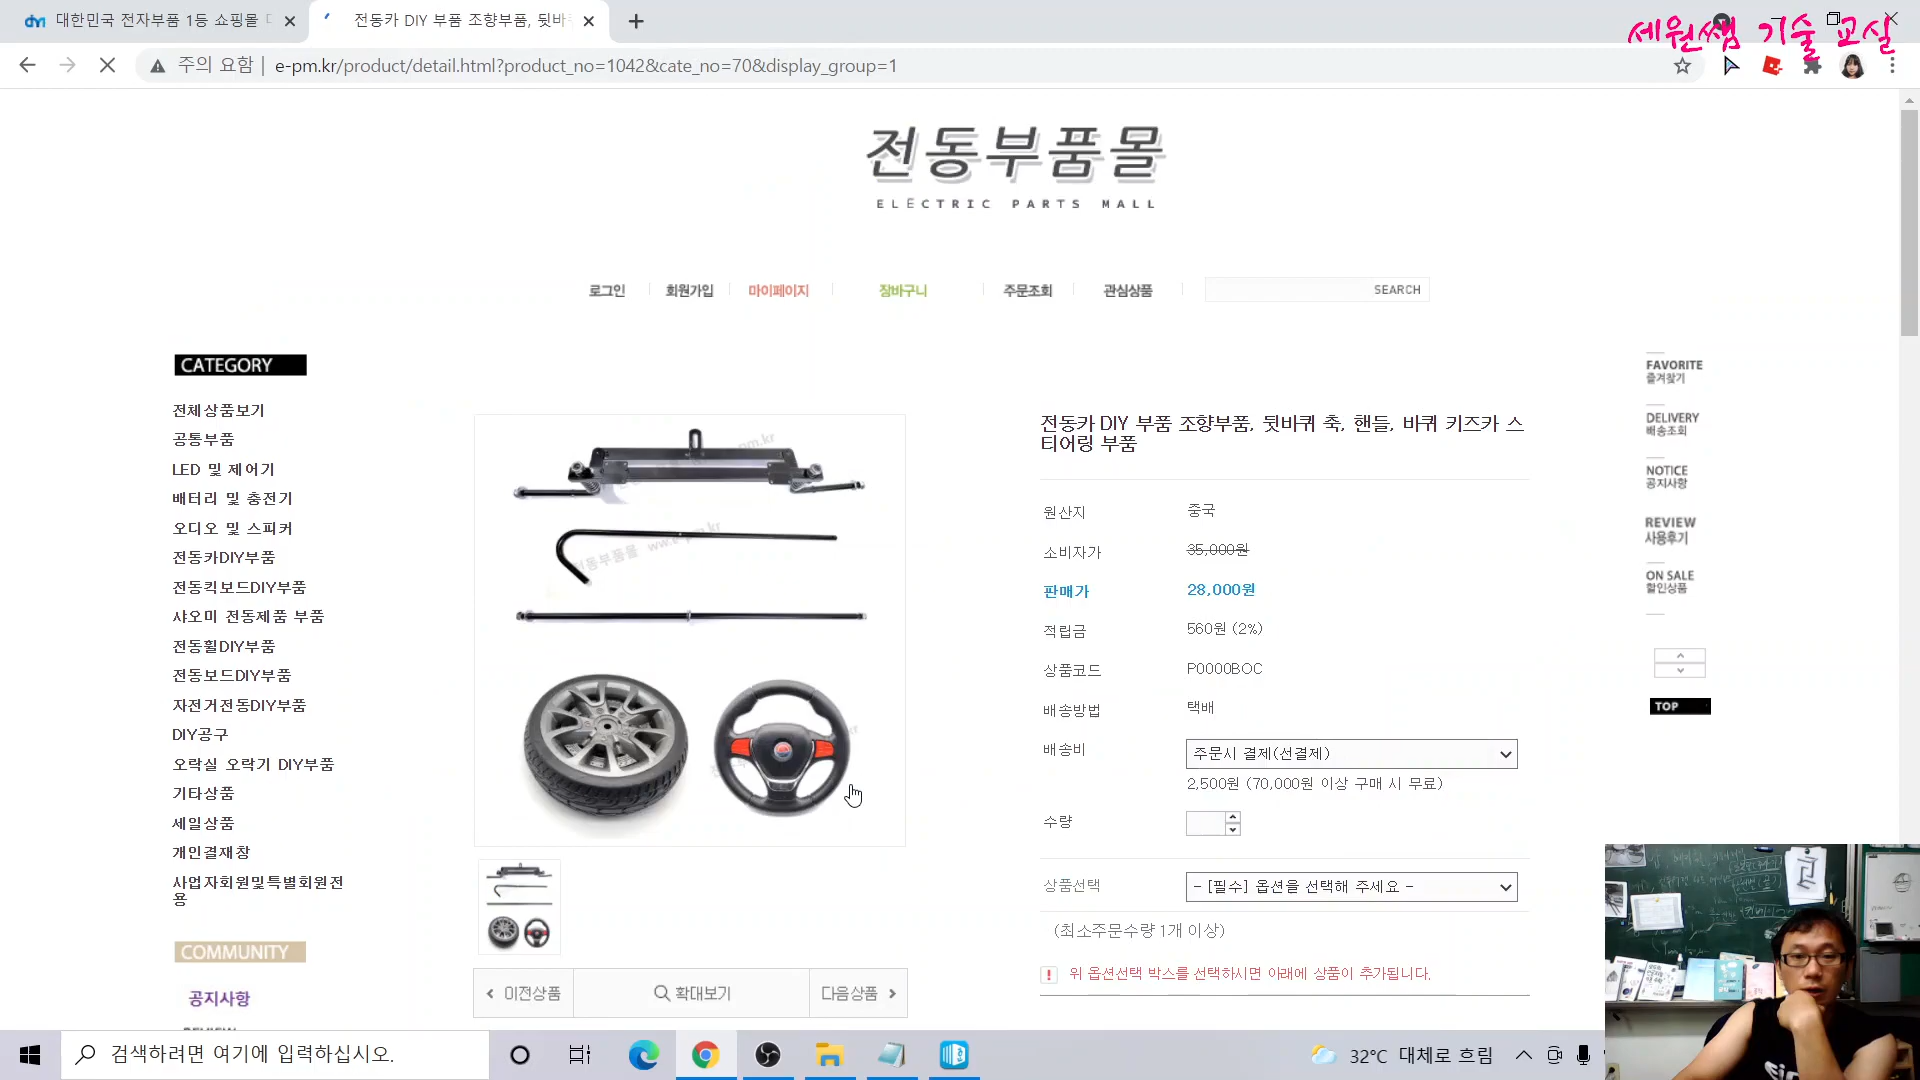 대한민국 전자부품 1등 쇼핑몰
전동카 DIY 부품 조향부품, 뒷바
세원쌤 기술 교실
주의 요함
e-pm.kr/product/detail.html?product_no=1042&cate_no=70&display_group=1
전동부품몰
ELECTRIC PARTS MALL
로그인
회원가입
마이페이지
장바구니
주문조회
관심상품
SEARCH
CATEGORY
전체상품보기
공통부품
LED 및 제어기
배터리 및 충전기
오디오 및 스피커
전동카DIY부품
전동킥보드DIY부품
샤오미 전동제품 부품
전동휠DIY부품
전동보드DIY부품
자전거전동DIY부품
DIY공구
오락실 오락기 DIY부품
기타상품
세일상품
개인결재창
사업자회원및특별회원전
용
COMMUNITY
공지사항
전동부품몰 www.e-pm.kr
이전상품
확대보기
다음상품
전동카 DIY 부품 조향부품, 뒷바퀴 축, 핸들, 바퀴 키즈카 스
티어링 부품
원산지 중국
소비자가 35,000원
판매가 28,000원
적립금 560원 (2%)
상품코드 P0000BOC
배송방법 택배
배송비 주문시 결제(선결제)
2,500원 (70,000원 이상 구매 시 무료)
수량
상품선택 - [필수] 옵션을 선택해 주세요 -
(최소주문수량 1개 이상)
위 옵션선택 박스를 선택하시면 아래에 상품이 추가됩니다.
FAVORITE
즐겨찾기
DELIVERY
배송조회
NOTICE
공지사항
REVIEW
사용후기
ON SALE
할인상품
TOP
검색하려면 여기에 입력하십시오.
32°C 대체로 흐림